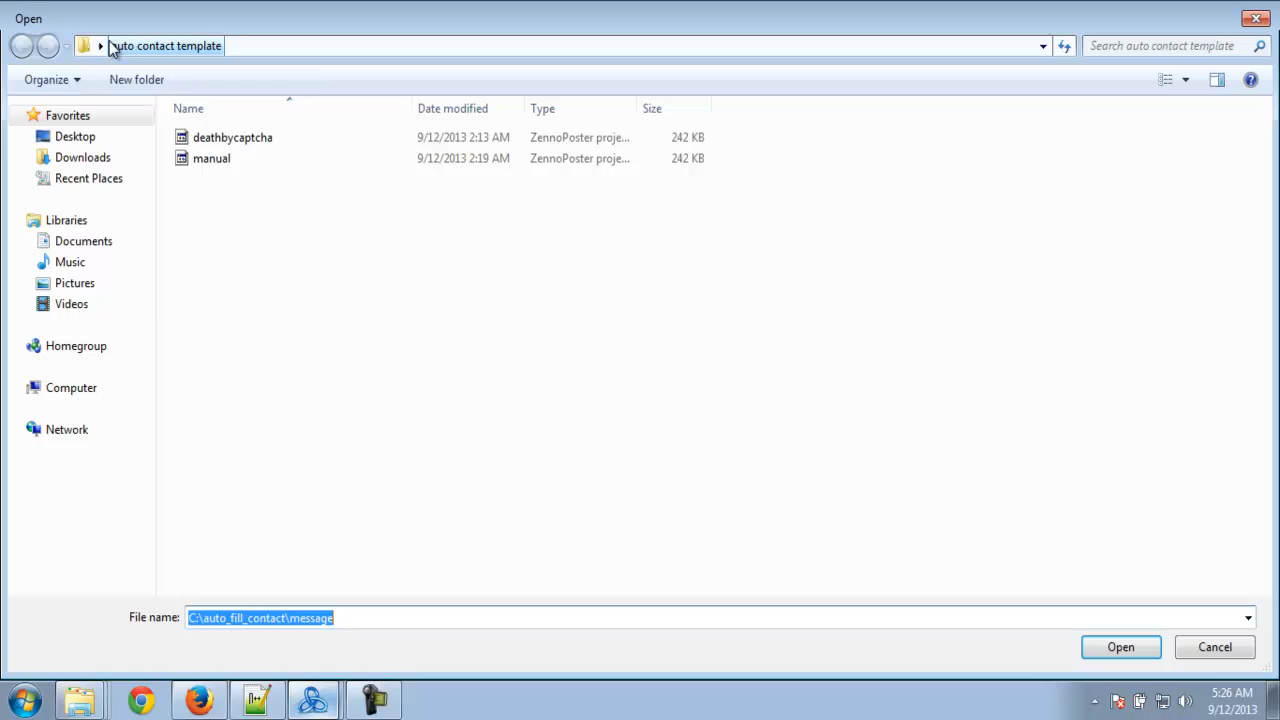 Open
auto contact template
Search auto contact template
Organize
New folder
Name
Date modified
Type
Size
Favorites
Desktop
Downloads
Recent Places
Libraries
Documents
Music
Pictures
Videos
Homegroup
Computer
Network
deathbycaptcha 9/12/2013 2:13 AM ZennoPoster proje... 242 KB
manual 9/12/2013 2:19 AM ZennoPoster proje... 242 KB
File name: C:\auto_fill_contact\message
Open
Cancel
5:26 AM
9/12/2013